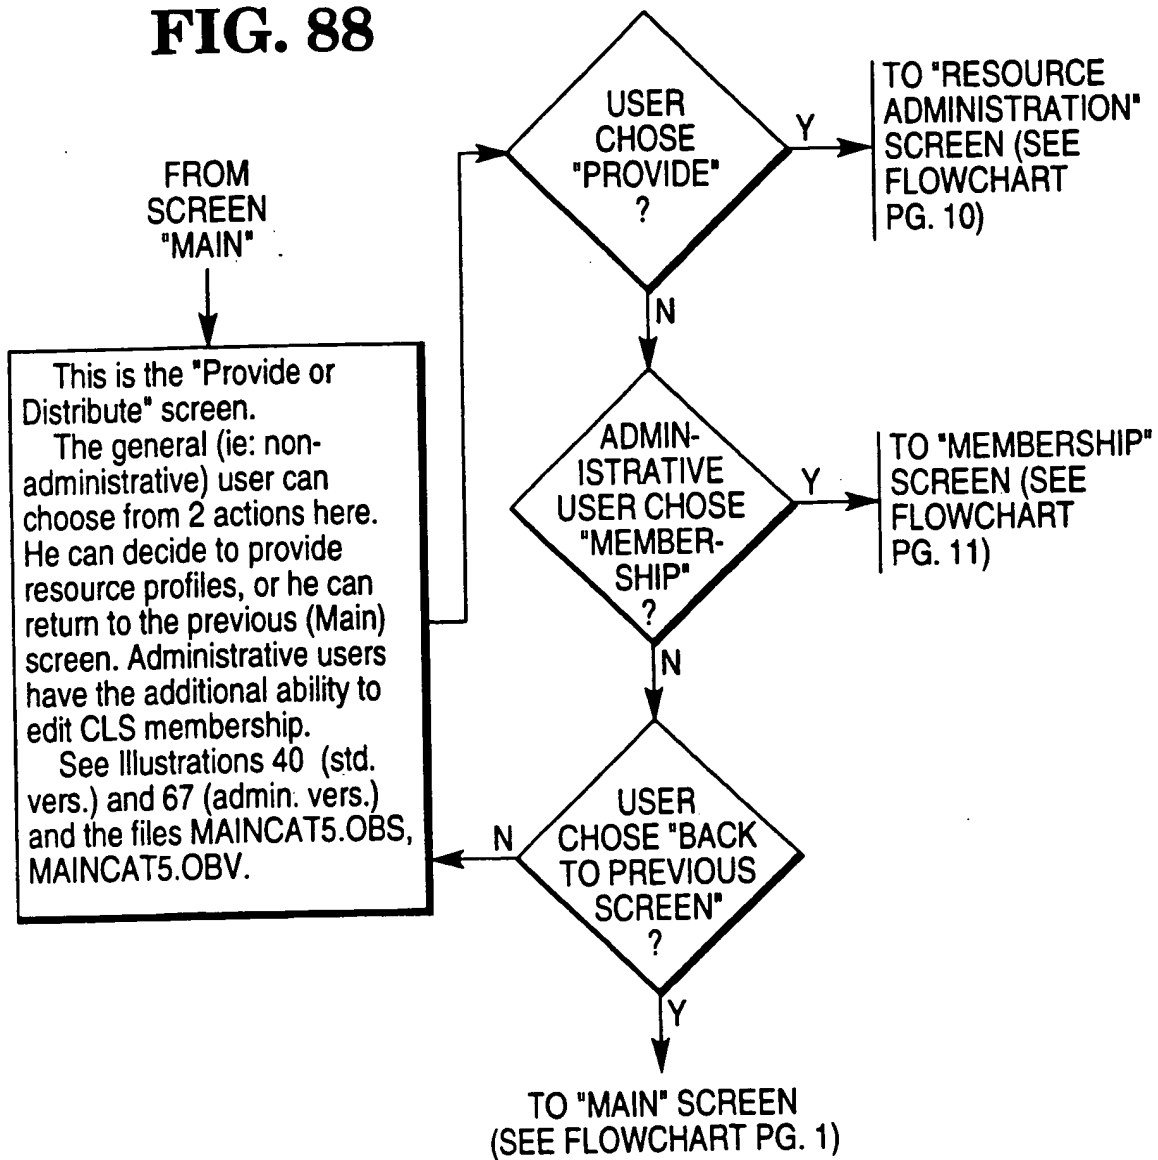 FIG. 88
FROM
SCREEN
"MAIN"
This is the "Provide or
Distribute" screen.
The general (ie: non-
administrative) user can
choose from 2 actions here.
He can decide to provide
resource profiles, or he can
return to the previous (Main)
screen. Administrative users
have the additional ability to
edit CLS membership.
See Illustrations 40 (std.
vers.) and 67 (admin. vers.)
and the files MAINCAT5.OBS,
MAINCAT5.OBV.
USER
CHOSE
"PROVIDE"
?
Y
TO "RESOURCE
ADMINISTRATION"
SCREEN (SEE
FLOWCHART
PG. 10)
N
ADMIN-
ISTRATIVE
USER CHOSE
"MEMBER-
SHIP"
?
Y
TO "MEMBERSHIP"
SCREEN (SEE
FLOWCHART
PG. 11)
N
USER
CHOSE "BACK
TO PREVIOUS
SCREEN"
?
N
Y
TO "MAIN" SCREEN
(SEE FLOWCHART PG. 1)